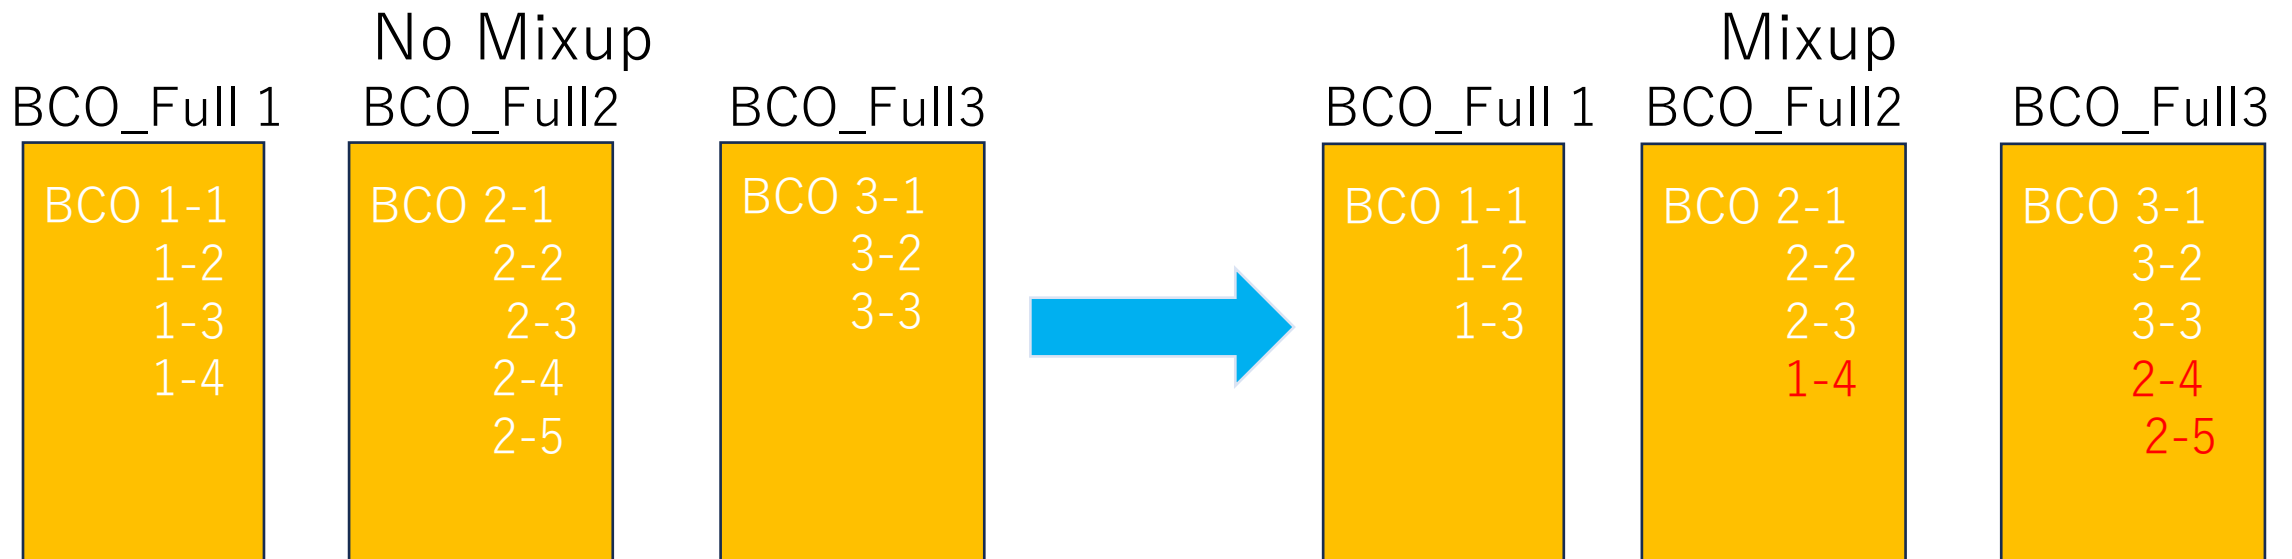 No Mixup
BCO_Full 1
BCO 1-1
1-2
1-3
1-4
BCO_Full2
BCO 2-1
2-2
2-3
2-4
2-5
BCO_Full3
BCO 3-1
3-2
3-3
Mixup
BCO_Full 1
BCO 1-1
1-2
1-3
BCO_Full2
BCO 2-1
2-2
2-3
1-4
BCO_Full3
BCO 3-1
3-2
3-3
2-4
2-5